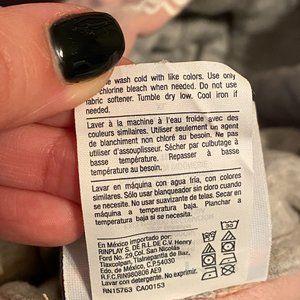 wash cold with like colors. Use only
chlorine bleach when needed. Do not use
fabric softener. Tumble dry low. Cool iron if
needed.
Laver à la machine à l'eau froide avec des
couleurs similaires. Utiliser seulement un agent
de blanchiment non chloré au besoin. Ne pas
utiliser d'assouplisseur. Sécher par culbutage à
basse température. Repasser à basse
température au besoin.
Lavar en máquina con agua fría, con colores
similares. Sólo usar blanqueador sin cloro cuando
se necesite. No usar suavizante de tela. Secar en
máquina a temperatura baja. Planchar a
temperatura baja si se necesita.
En México importado por:
RINPLAY S. DE R.L.DE C.V. Henry
Ford No. 29,Col. San Nicolás
Tlaxcolpan, Tlalnepantla de Baz,
Edo. de México, C.P.54030
R.F.C.RIN980806 AE9
Lavar con detergente. No exprimir.
RN15763 CA00153